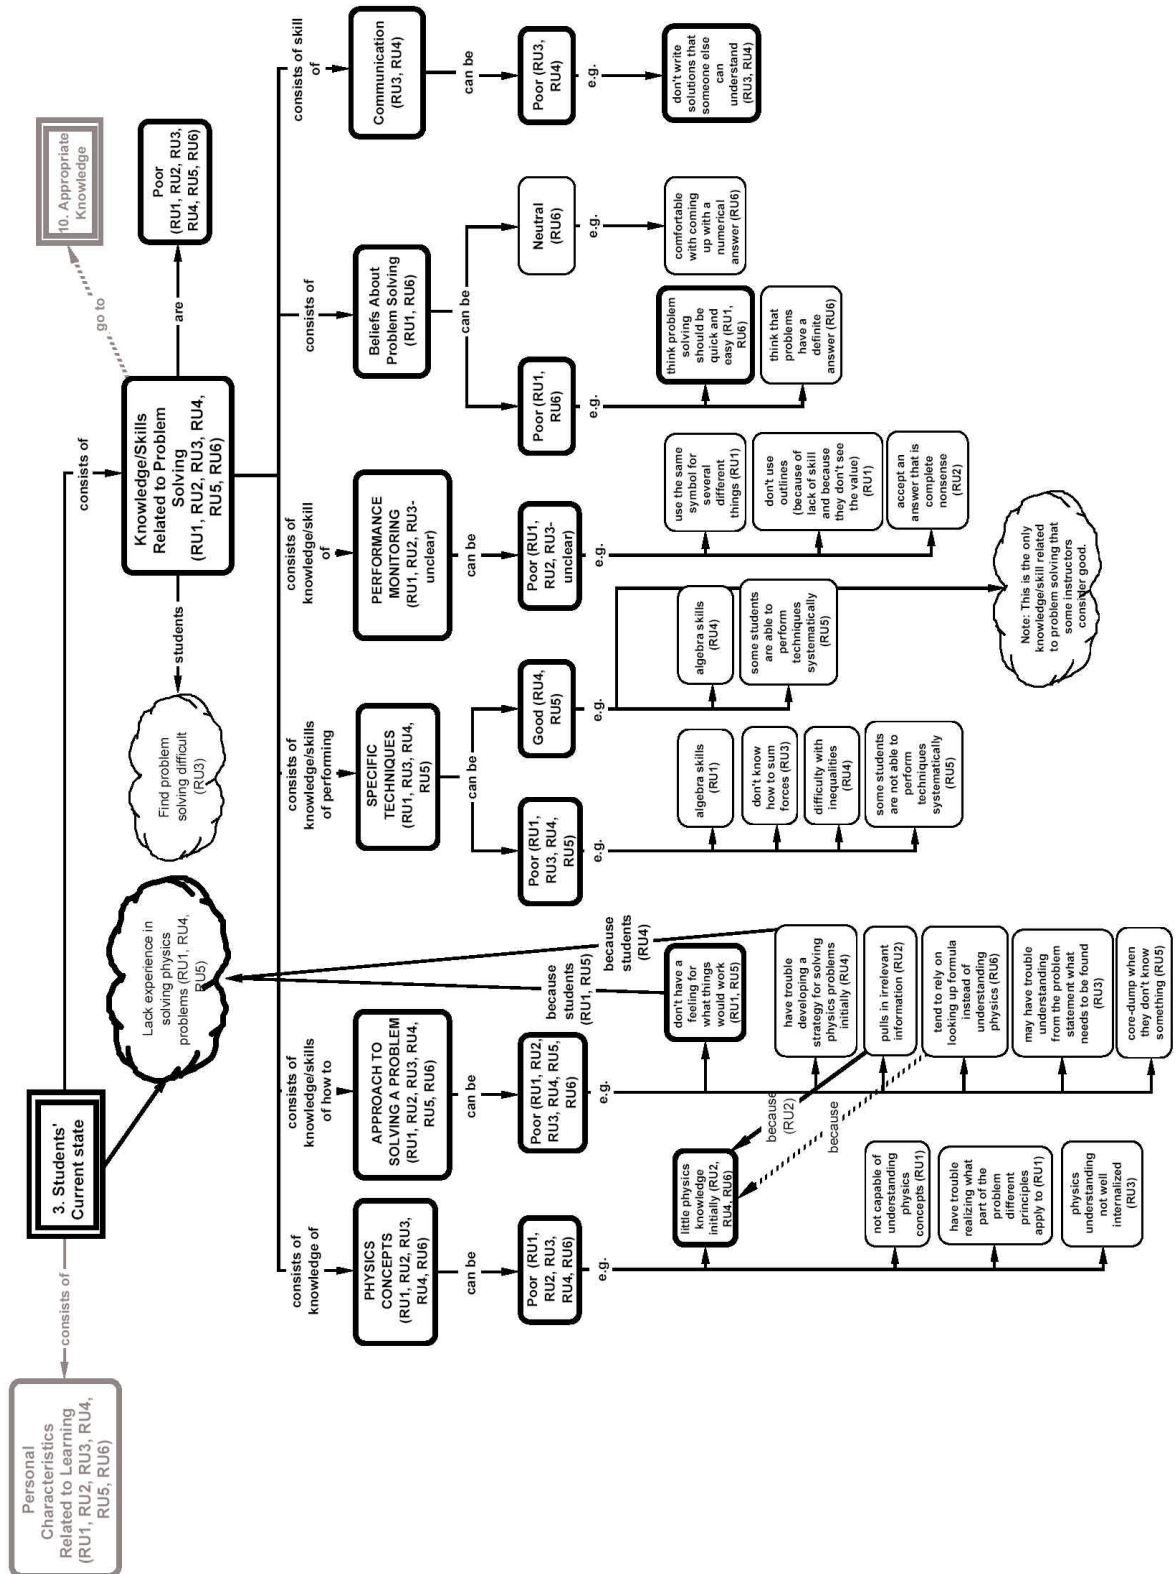 Personal
Characteristics
Related to Learning
(RU1, RU2, RU3, RU4,
RU5, RU6)
consists of
3. Students'
Current state
consists of
Lack experience in
solving physics
problems (RU1, RU4,
RU5)
Find problem
solving difficult
(RU3)
students
Knowledge/Skills
Related to Problem
Solving
(RU1, RU2, RU3, RU4,
RU5, RU6)
go to
10. Appropriate
Knowledge
are
Poor
(RU1, RU2, RU3,
RU4, RU5, RU6)
consists of
knowledge of
PHYSICS
CONCEPTS
(RU1, RU2, RU3,
RU4, RU6)
can be
Poor (RU1,
RU2, RU3,
RU4, RU6)
e.g.
little physics
knowledge
initially (RU2,
RU4, RU6)
not capable of
understanding
physics
concepts (RU1)
have trouble
realizing what
part of the
problem
different
principles
apply to (RU1)
physics
understanding
not well
internalized
(RU3)
consists of
knowledge/skills
of how to
APPROACH TO
SOLVING A PROBLEM
(RU1, RU2, RU3, RU4,
RU5, RU6)
can be
Poor (RU1, RU2,
RU3, RU4, RU5,
RU6)
e.g.
because
students
(RU1, RU5)
because
students
(RU4)
don't have a
feeling for
what things
would work
(RU1, RU5)
have trouble
developing a
strategy for solving
physics problems
initially (RU4)
because
(RU2)
pulls in irrelevant
information (RU2)
because
tend to rely on
looking up formula
instead of
understanding
physics (RU6)
may have trouble
understanding
from the problem
statement what
needs to be found
(RU3)
core-dump when
they don't know
something (RU5)
consists of
knowledge/skills
of performing
SPECIFIC
TECHNIQUES
(RU1, RU3, RU4,
RU5)
can be
Poor (RU1,
RU3, RU4,
RU5)
e.g.
algebra skills
(RU1)
don't know
how to sum
forces (RU3)
difficulty with
inequalities
(RU4)
some students
are not able to
perform
techniques
systematically
(RU5)
Good (RU4,
RU5)
e.g.
algebra skills
(RU4)
some students
are able to
perform
techniques
systematically
(RU5)
Note: This is the only
knowledge/skill related
to problem solving that
some instructors
consider good.
consists of
knowledge/skill
of
PERFORMANCE
MONITORING
(RU1, RU2, RU3-
unclear)
can be
Poor (RU1,
RU2, RU3-
unclear)
e.g.
use the same
symbol for
several
different
things (RU1)
don't use
outlines
(because of
lack of skill
and because
they don't see
the value)
(RU1)
accept an
answer that is
complete
nonsense
(RU2)
consists of
Beliefs About
Problem Solving
(RU1, RU6)
can be
Poor (RU1,
RU6)
e.g.
think problem
solving
should be
quick and
easy (RU1,
RU6)
think that
problems
have a
definite
answer (RU6)
Neutral
(RU6)
e.g.
comfortable
with coming
up with a
numerical
answer (RU6)
consists of skill
of
Communication
(RU3, RU4)
can be
Poor (RU3,
RU4)
e.g.
don't write
solutions that
someone else
can
understand
(RU3, RU4)